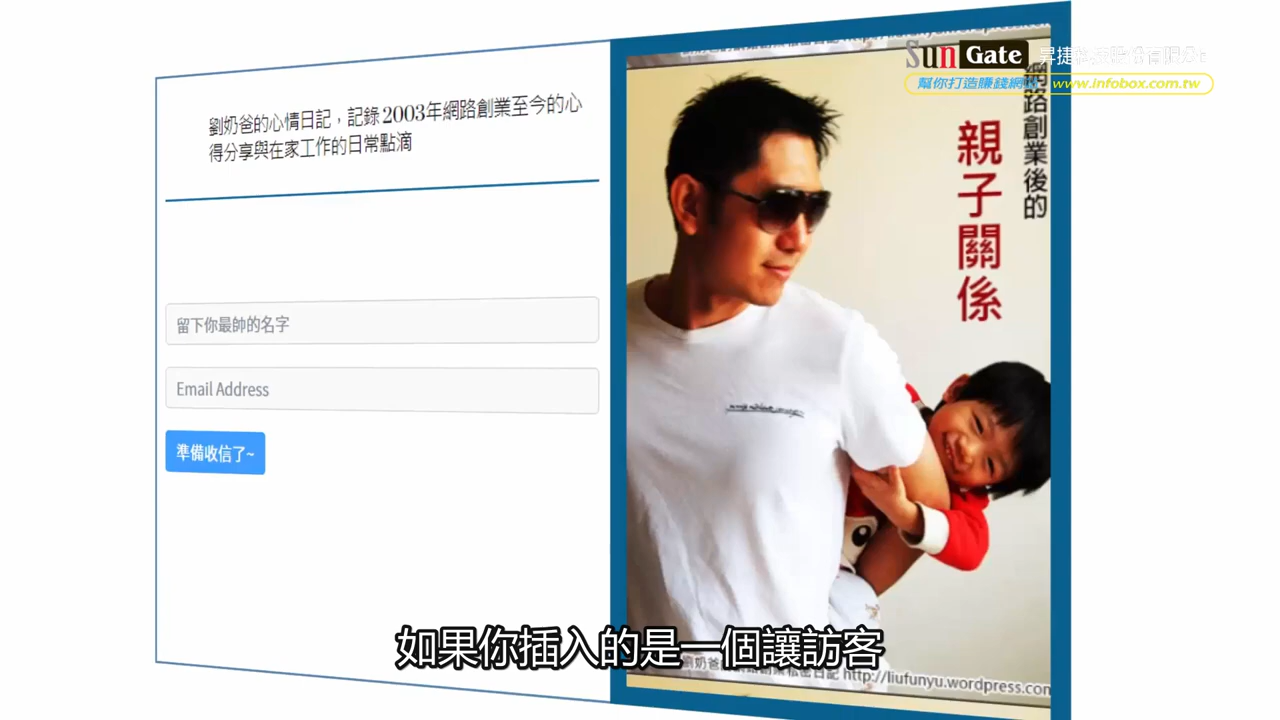 劉奶爸的心情日記，記錄2003年網路創業至今的心
得分享與在家工作的日常點滴
留下你最帥的名字
Email Address
準備收信了~
Sun Gate
幫你打造賺錢網站 www.infobox.com.tw
網路創業後的
親子關係
http://liufunyu.wordpress.com
如果你插入的是一個讓訪客